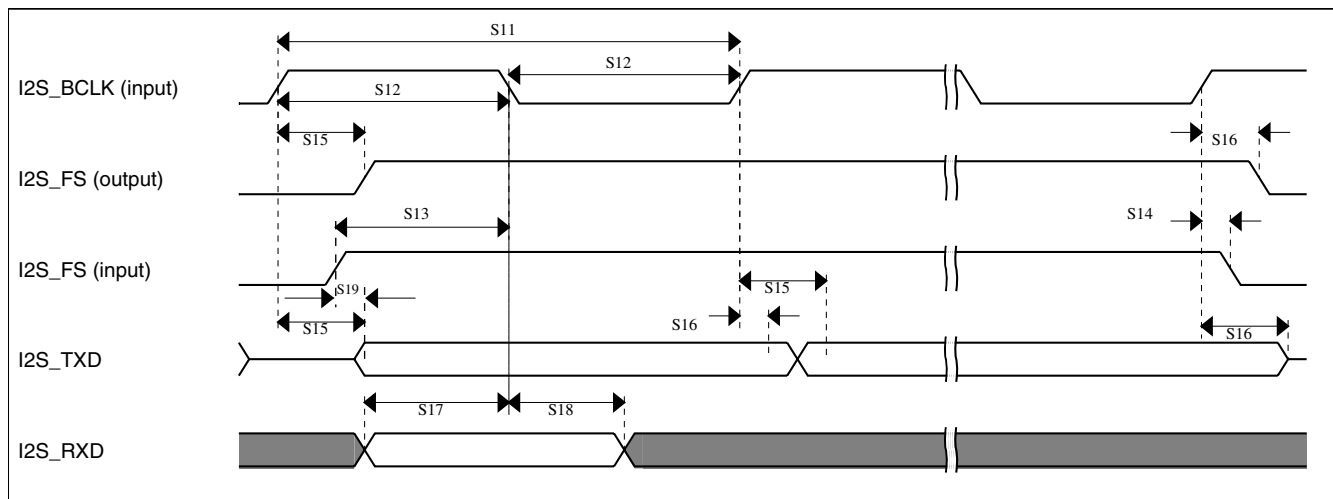 S11
I2S_BCLK (input)
S12
S12
S15
S16
I2S_FS (output)
S13
S14
I2S_FS (input)
S19
S15
S15
S16
S16
I2S_TXD
S17
S18
I2S_RXD